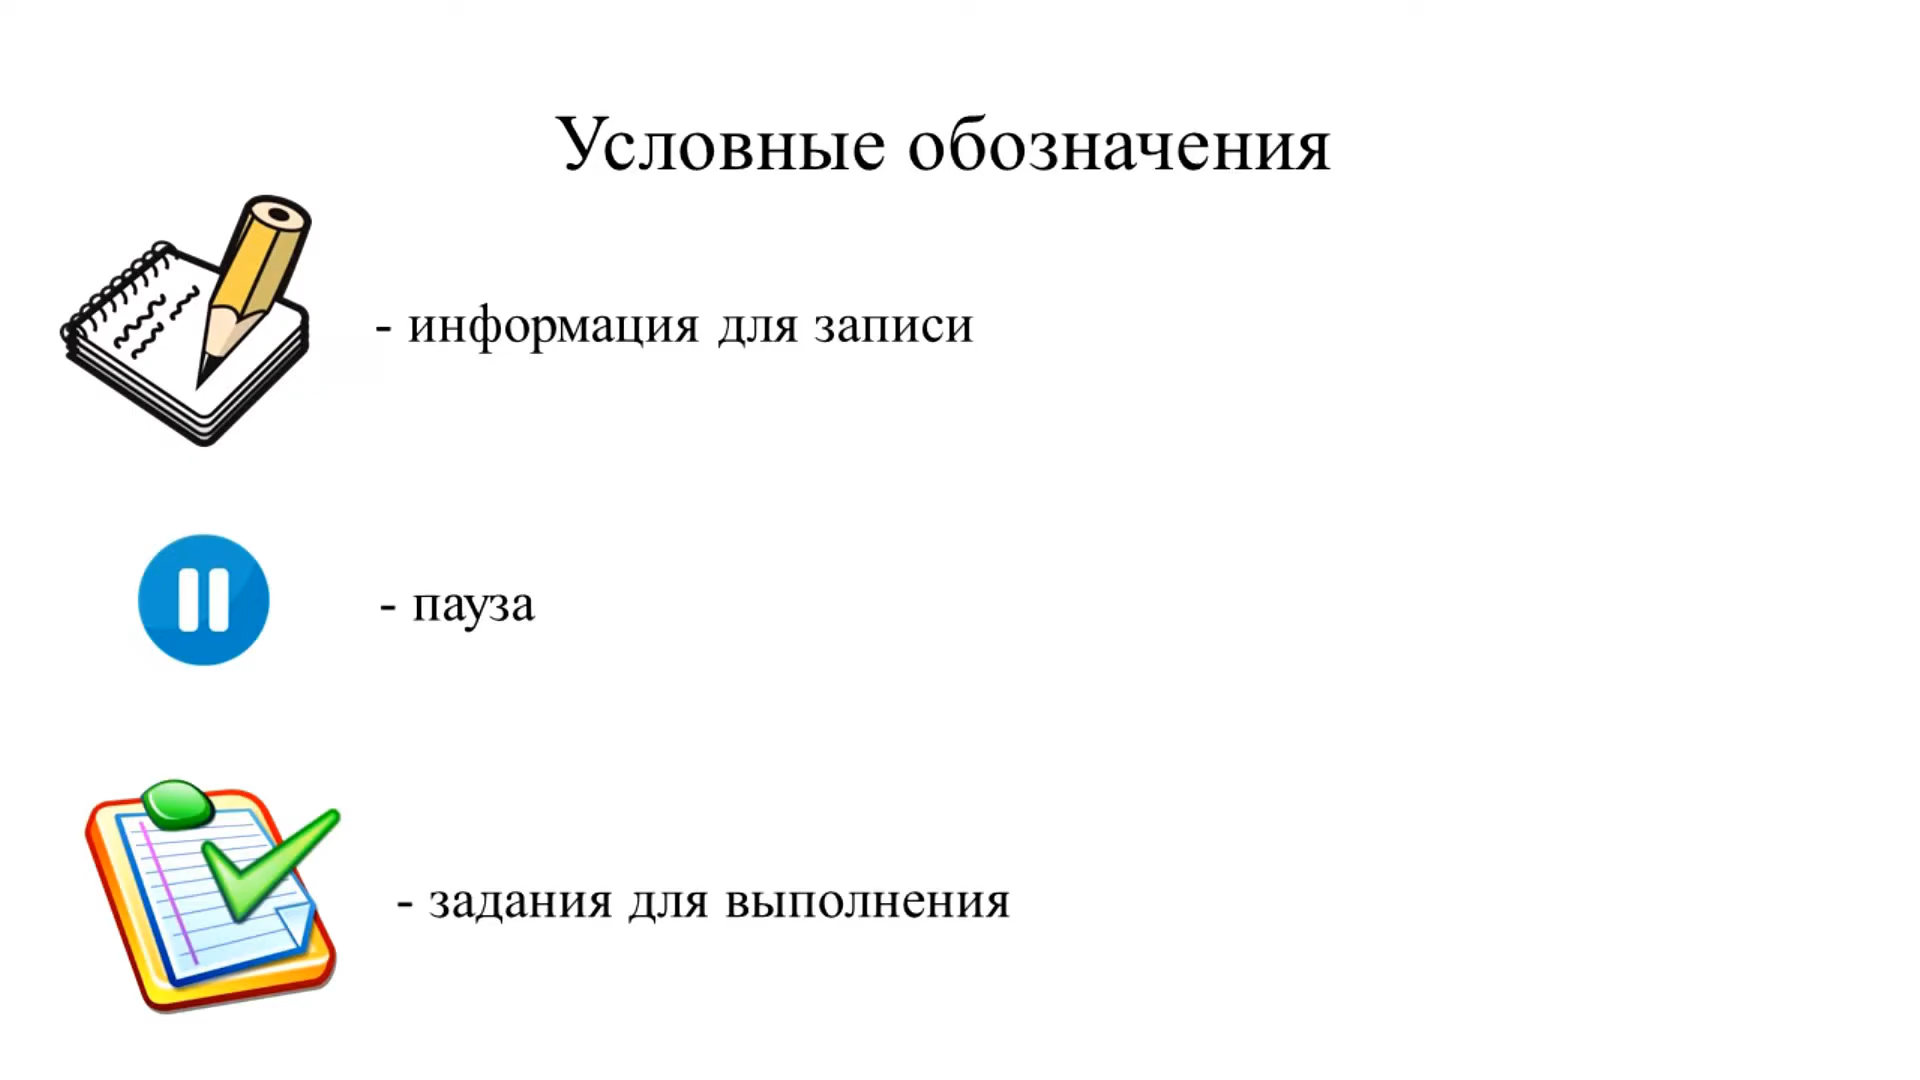 Условные обозначения
- информация для записи
- пауза
- задания для выполнения